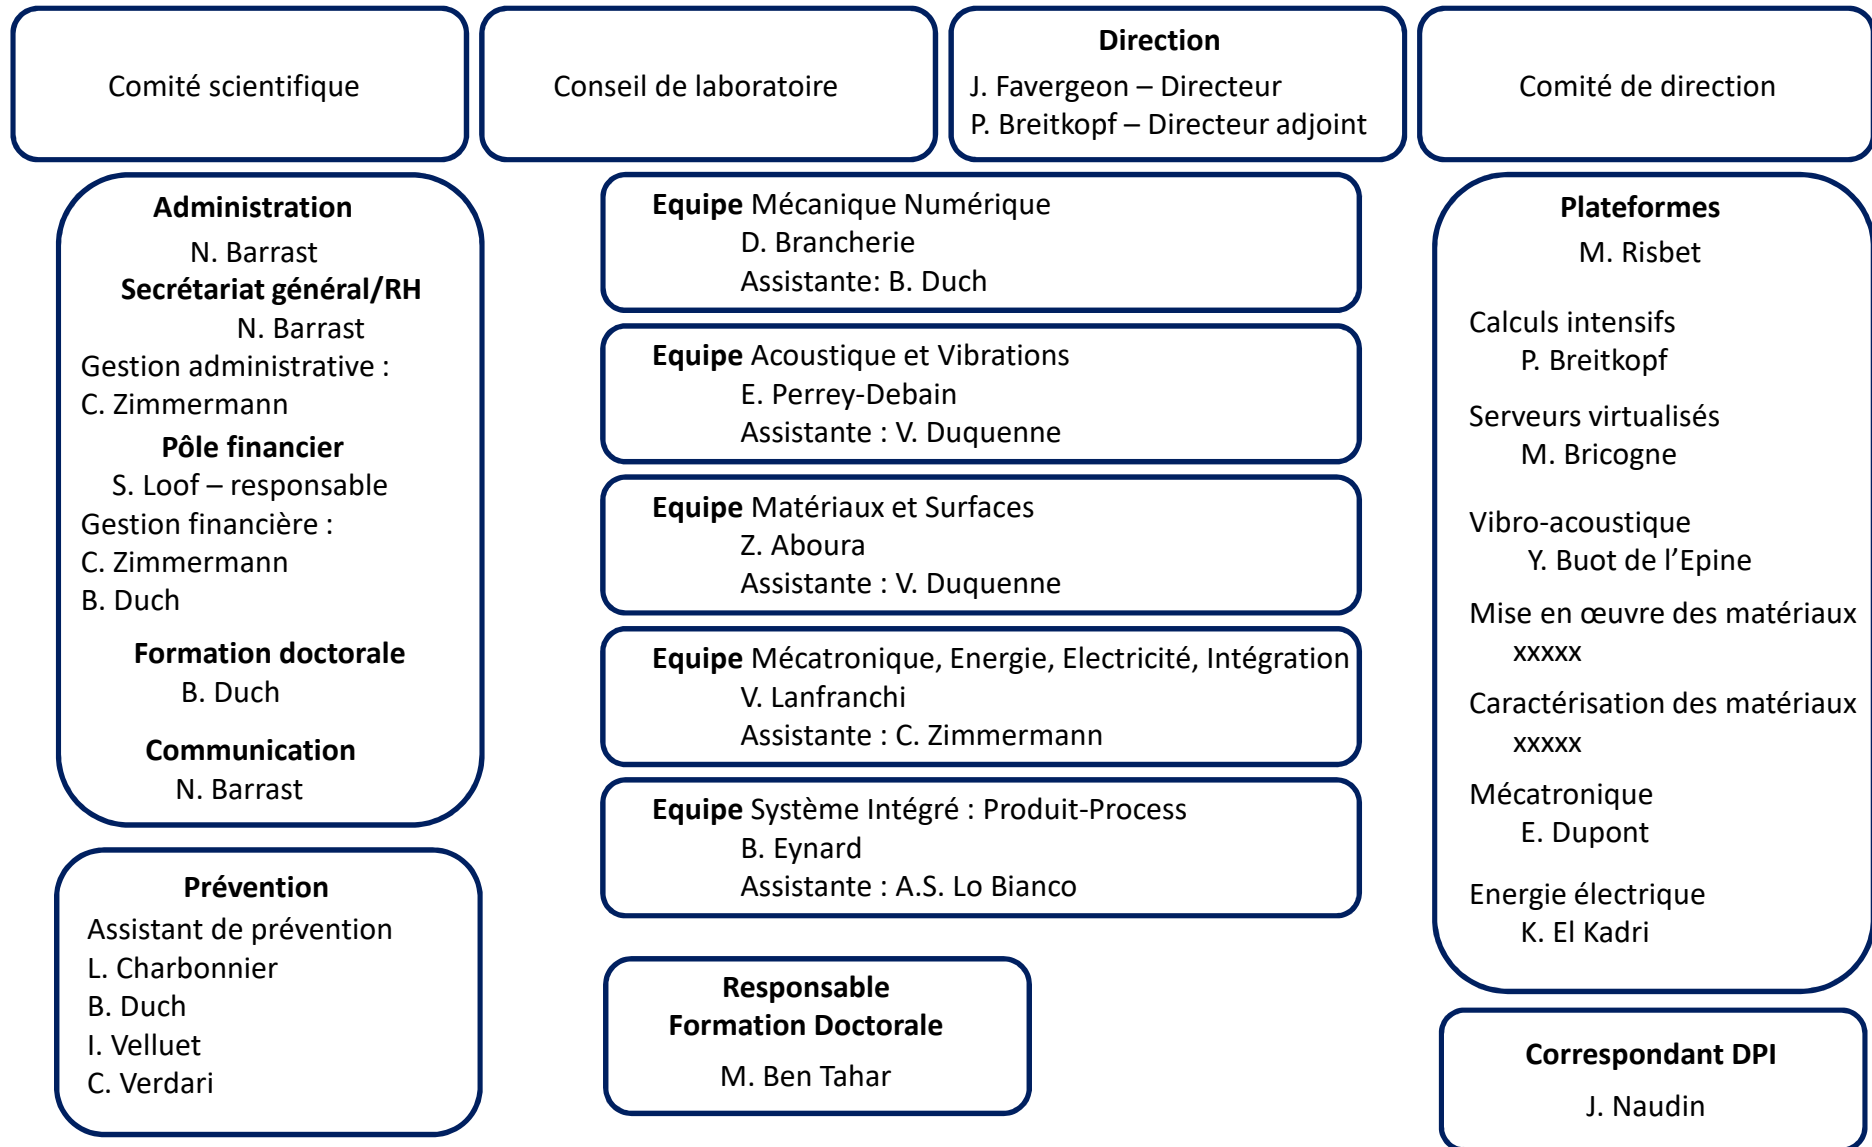 Comité scientifique
Conseil de laboratoire
Direction
J. Favergeon – Directeur
P. Breitkopf – Directeur adjoint
Comité de direction
Administration
N. Barrast
Secrétariat général/RH
N. Barrast
Gestion administrative :
C. Zimmermann
Pôle financier
S. Loof – responsable
Gestion financière :
C. Zimmermann
B. Duch
Formation doctorale
B. Duch
Communication
N. Barrast
Prévention
Assistant de prévention
L. Charbonnier
B. Duch
I. Velluet
C. Verdari
Equipe Mécanique Numérique
D. Brancherie
Assistante: B. Duch
Equipe Acoustique et Vibrations
E. Perrey-Debain
Assistante : V. Duquenne
Equipe Matériaux et Surfaces
Z. Aboura
Assistante : V. Duquenne
Equipe Mécatronique, Energie, Electricité, Intégration
V. Lanfranchi
Assistante : C. Zimmermann
Equipe Système Intégré : Produit-Process
B. Eynard
Assistante : A.S. Lo Bianco
Responsable
Formation Doctorale
M. Ben Tahar
Plateformes
M. Risbet
Calculs intensifs
P. Breitkopf
Serveurs virtualisés
M. Bricogne
Vibro-acoustique
Y. Buot de l’Epine
Mise en œuvre des matériaux
xxxxx
Caractérisation des matériaux
xxxxx
Mécatronique
E. Dupont
Energie électrique
K. El Kadri
Correspondant DPI
J. Naudin